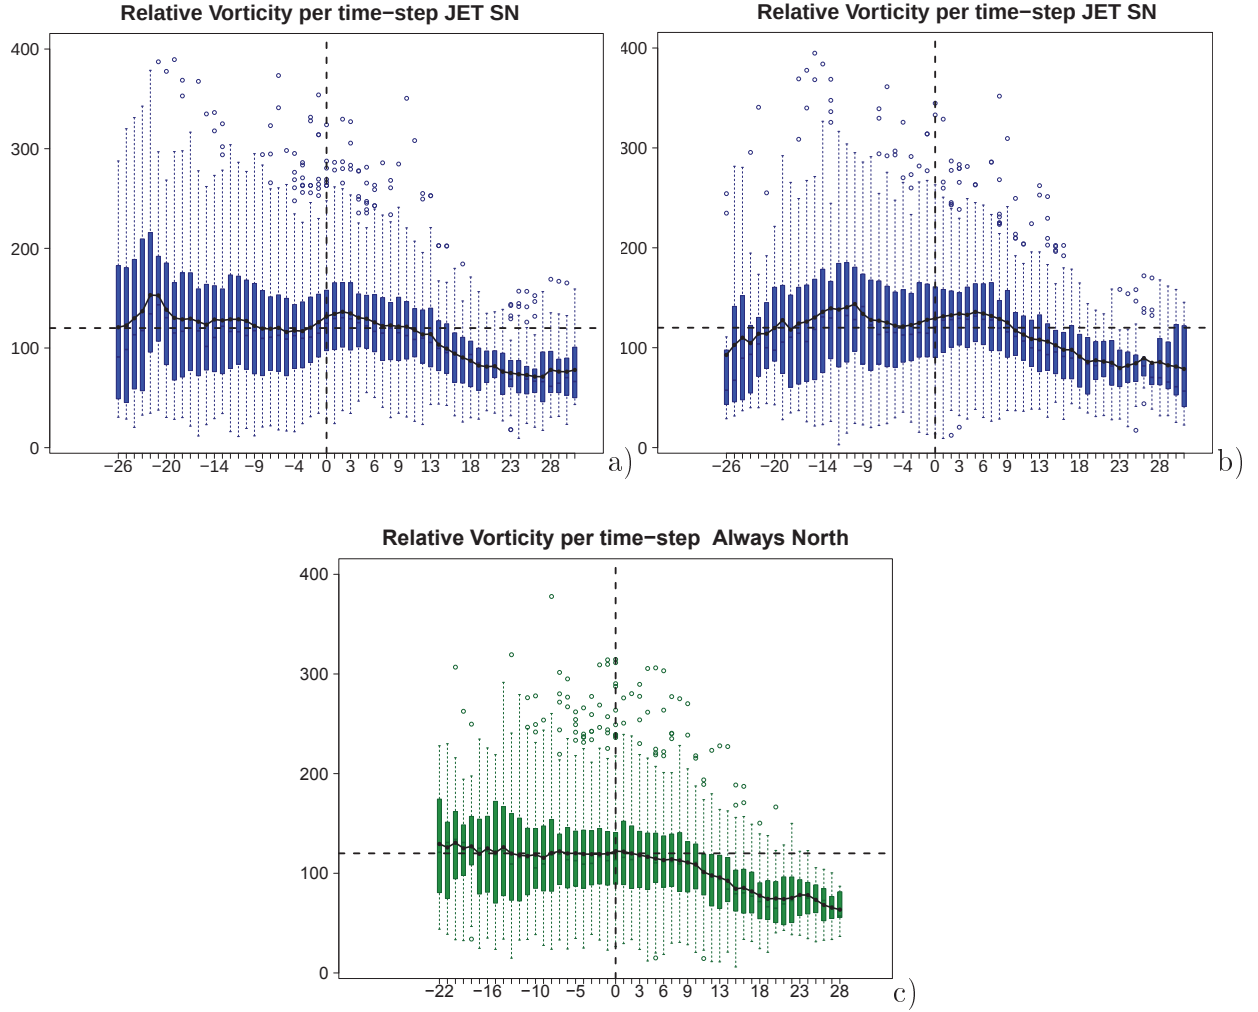 Relative Vorticity per time−step JET SN
400
300
200
100
0
−26 −20 −14 −9 −4 0 3 6 9 13 18 23 28
a)
Relative Vorticity per time−step JET SN
400
300
200
100
0
−26 −20 −14 −9 −4 0 3 6 9 13 18 23 28
b)
Relative Vorticity per time−step Always North
400
300
200
100
0
−22 −16 −10 −5 0 3 6 9 13 18 23 28
c)